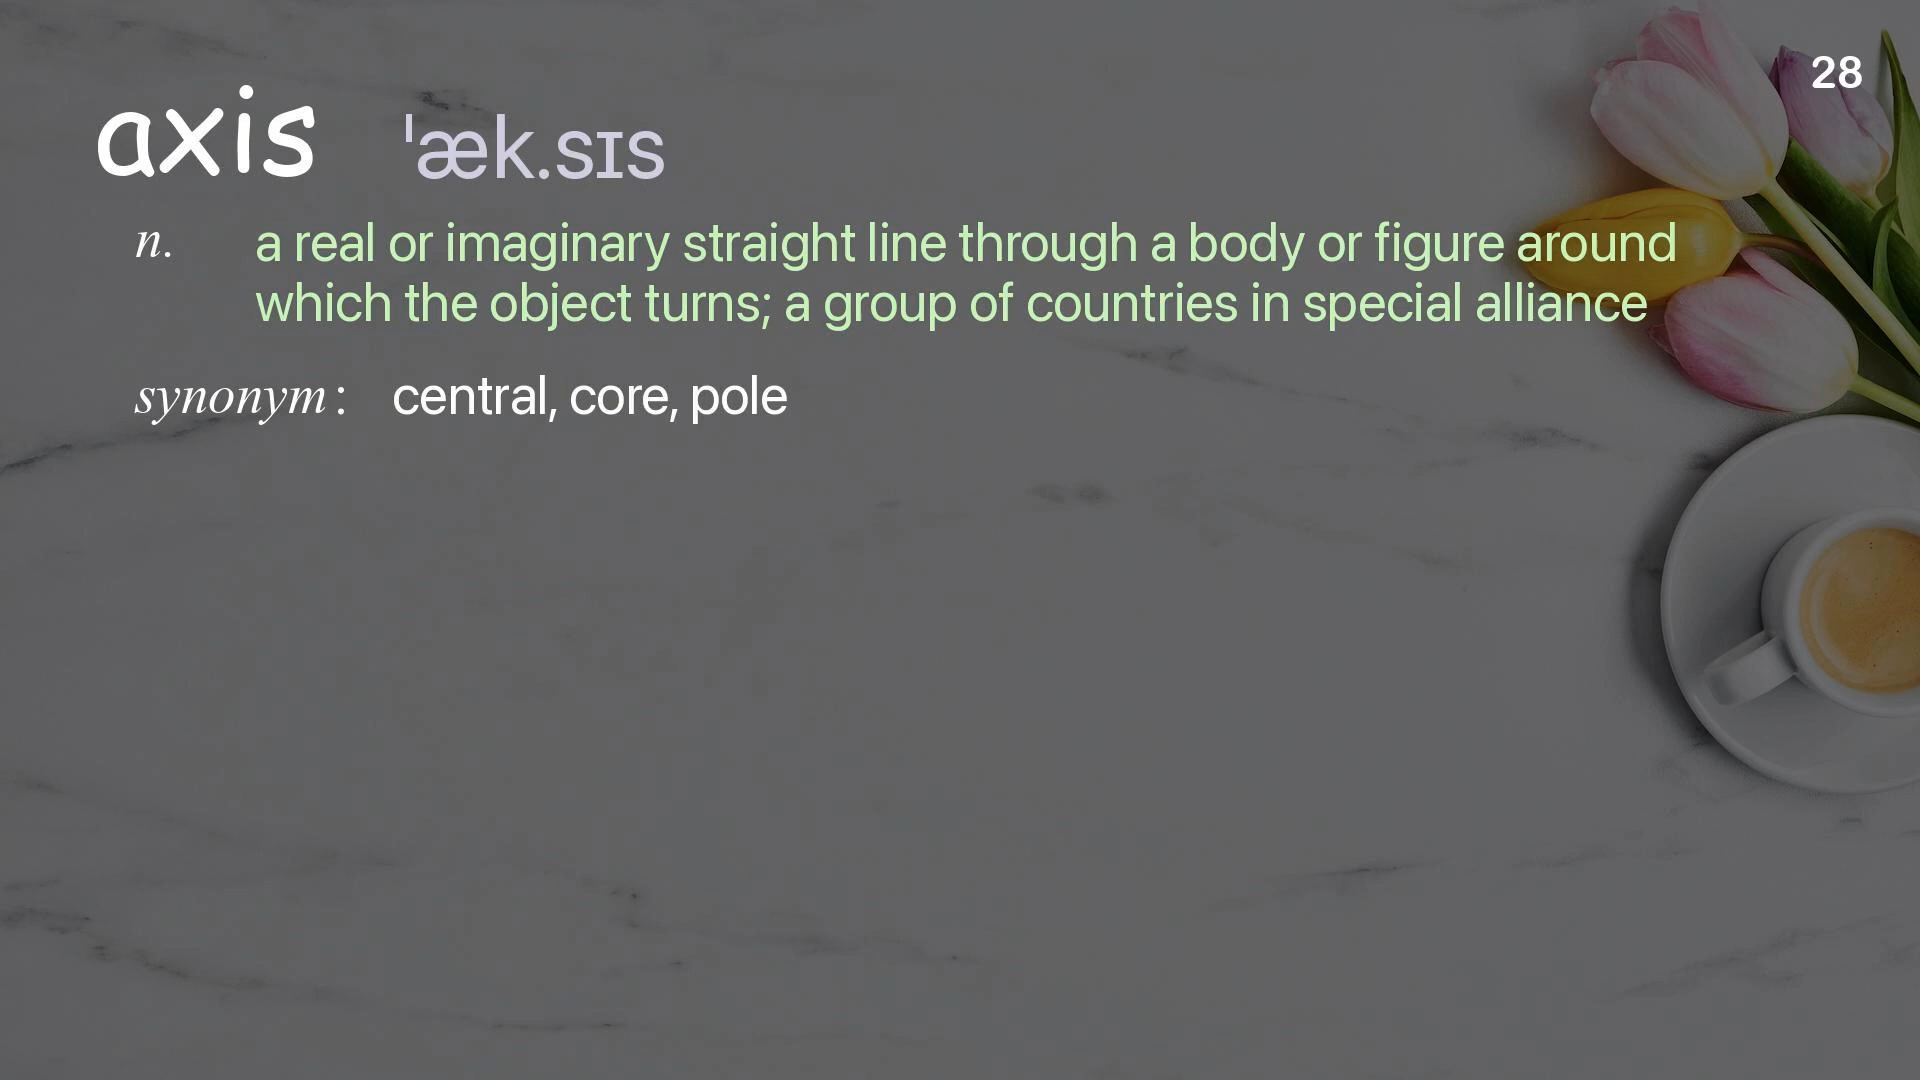 28
axis ˈæk.sɪs
n. a real or imaginary straight line through a body or figure around
which the object turns; a group of countries in special alliance
synonym: central, core, pole